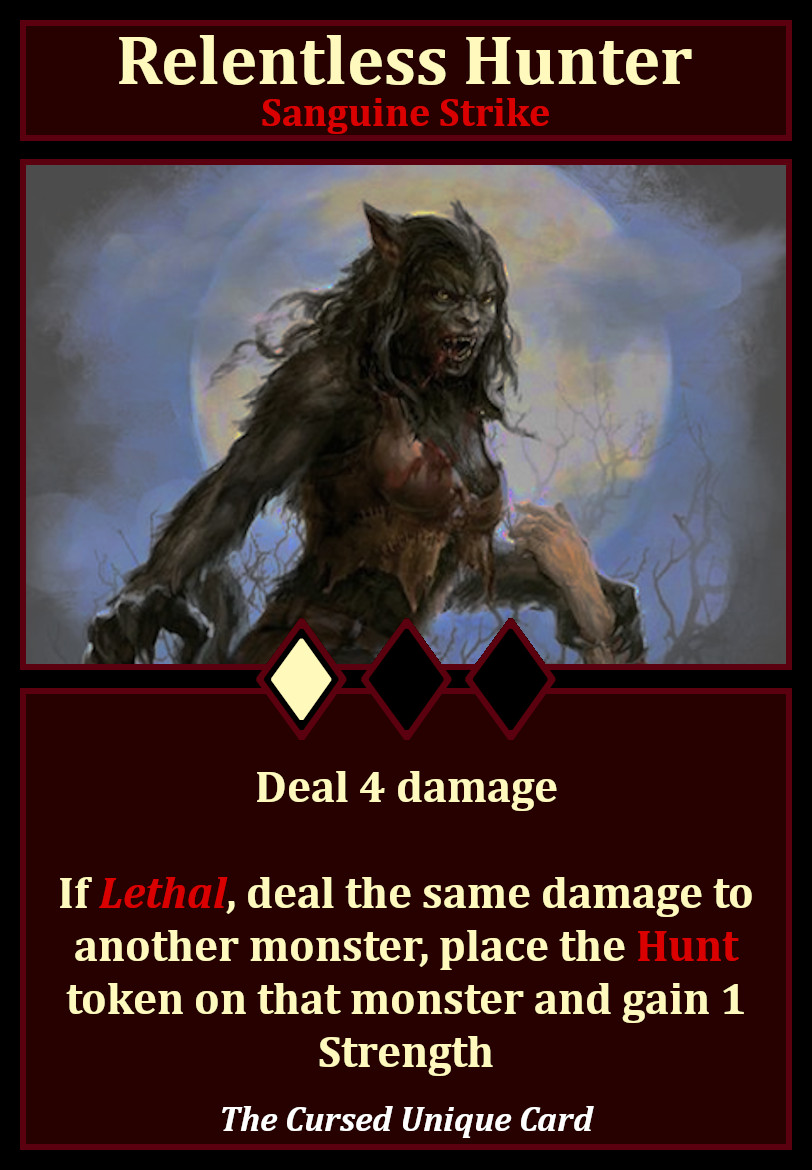 Relentless Hunter
Sanguine Strike
Deal 4 damage
If Lethal, deal the same damage to
another monster, place the Hunt
token on that monster and gain 1
Strength
The Cursed Unique Card